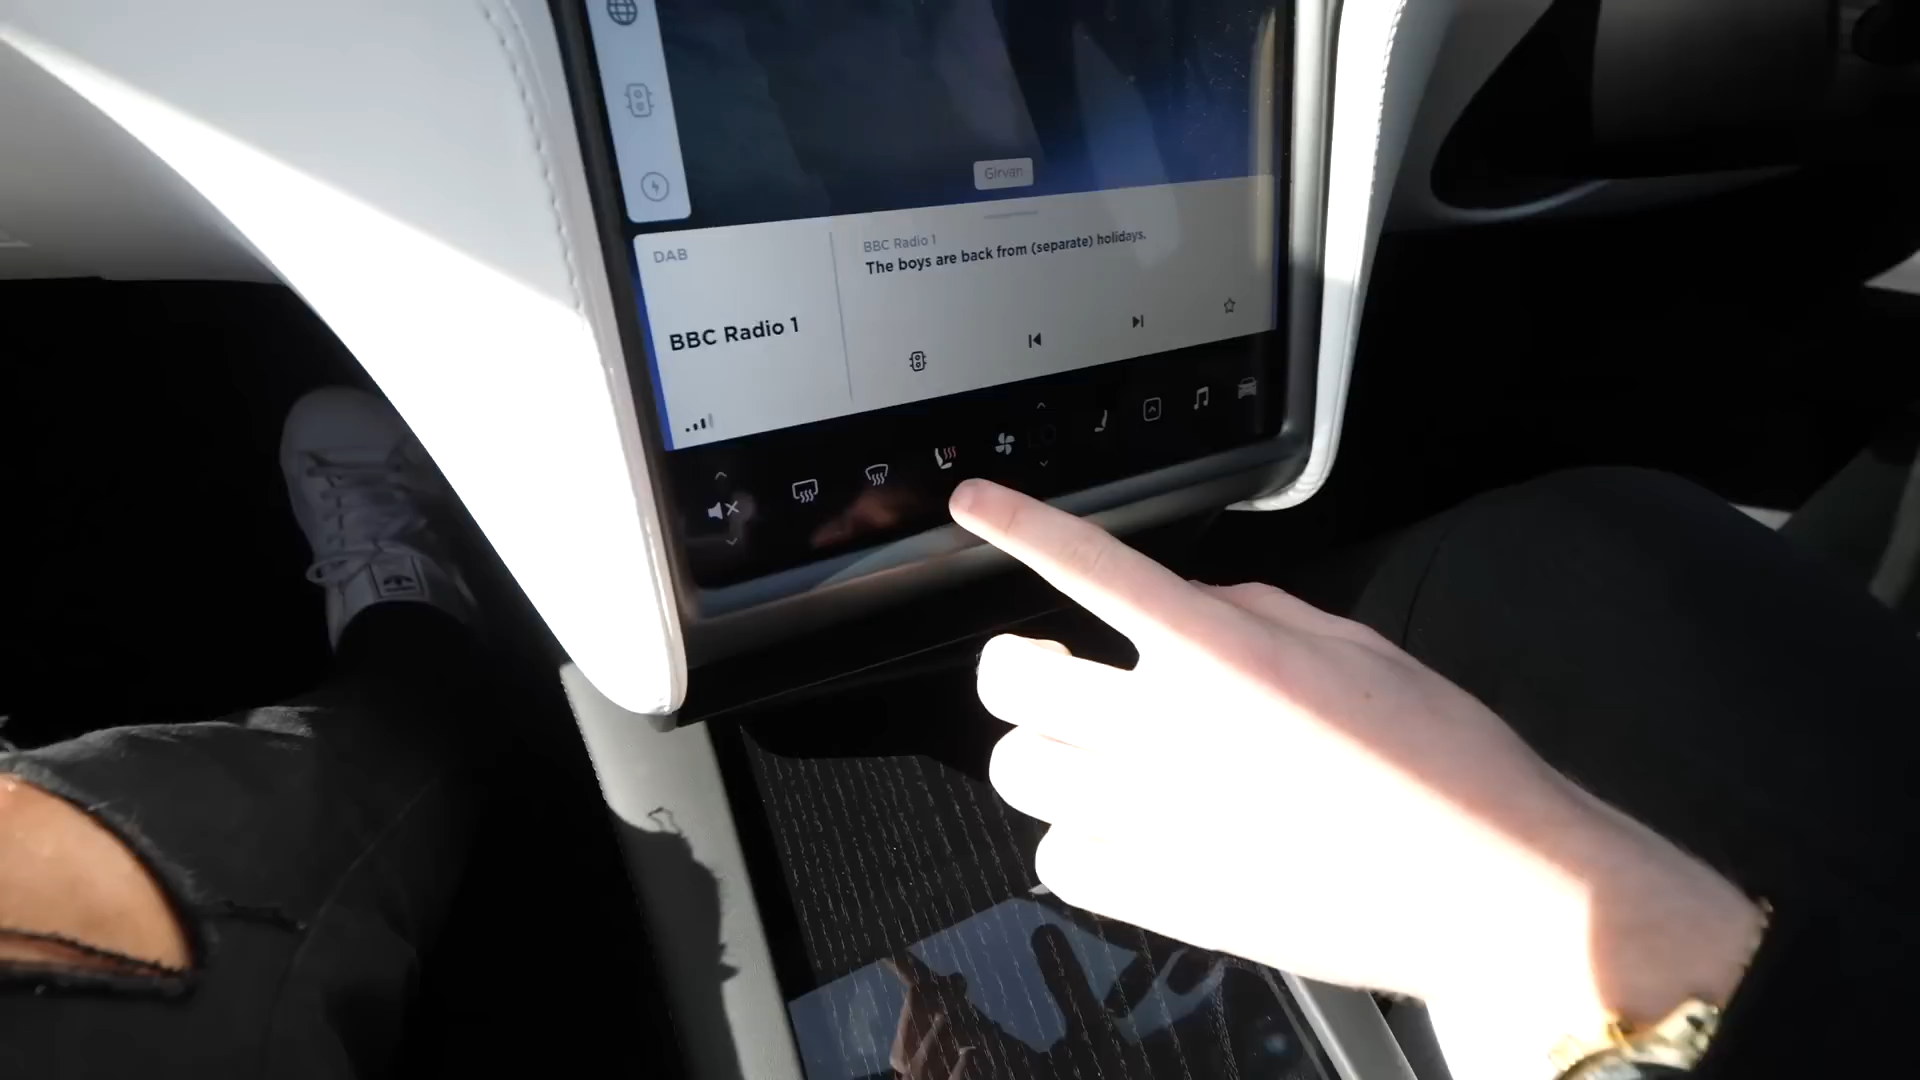 Girvan
DAB
BBC Radio 1
BBC Radio 1
The boys are back from (separate) holidays.